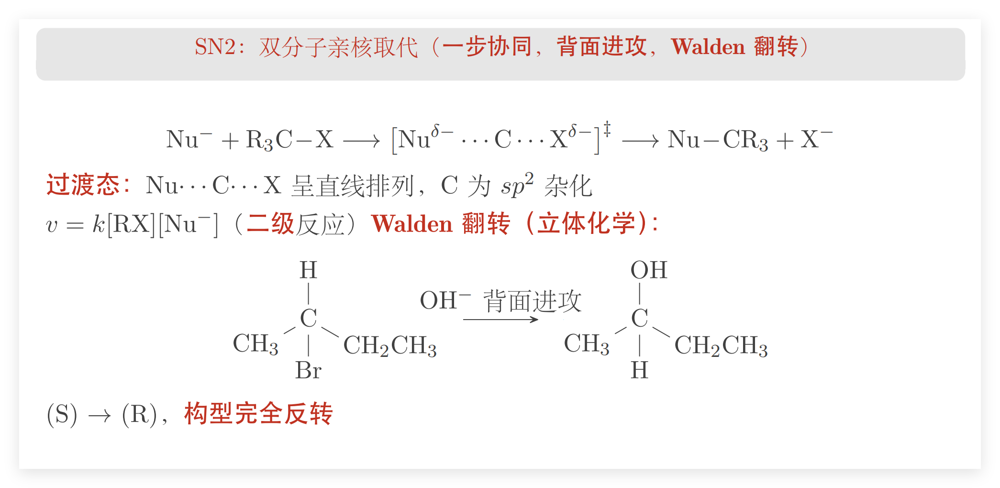 SN2：双分子亲核取代（一步协同，背面进攻，Walden 翻转）
Nu⁻ + R₃C−X ⟶ [Nu^δ− ··· C ··· X^δ−]^‡ ⟶ Nu−CR₃ + X⁻
过渡态：Nu···C···X 呈直线排列，C 为 sp² 杂化
v = k[RX][Nu⁻]（二级反应）Walden 翻转（立体化学）：
H
C
CH₃
CH₂CH₃
Br
OH⁻ 背面进攻
OH
C
CH₃
CH₂CH₃
H
(S) → (R)，构型完全反转